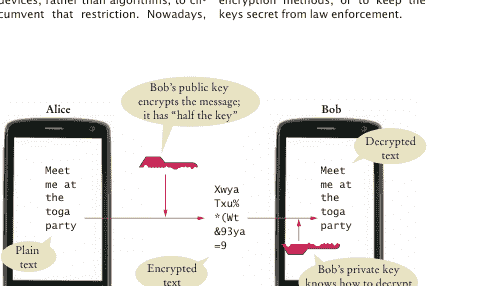 devices, rather than algorithms, to cir-
cumvent that restriction. Nowadays,
encryption methods, or to keep the
keys secret from law enforcement.
Bob's public key
encrypts the message;
it has "half the key"
Alice
Meet
me at
the
toga
party
Plain
text
Xwya
Txu%
*(Wt
&93ya
=9
Encrypted
text
Bob
Decrypted
text
Meet
me at
the
toga
party
Bob's private key
knows how to decrypt